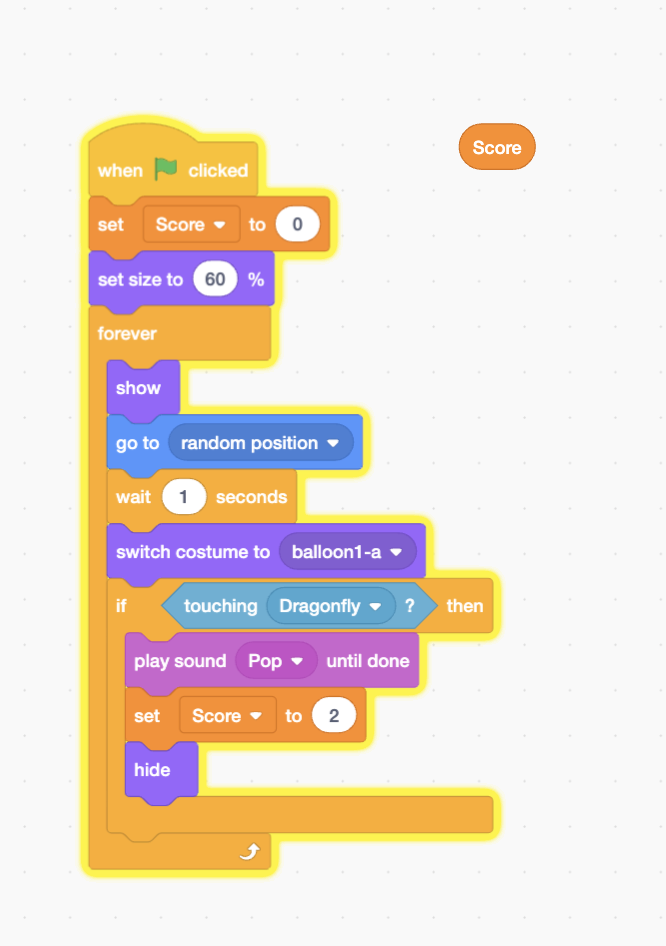 Score
when clicked
set Score to 0
set size to 60 %
forever
show
go to random position
wait 1 seconds
switch costume to balloon1-a
if touching Dragonfly ? then
play sound Pop until done
set Score to 2
hide